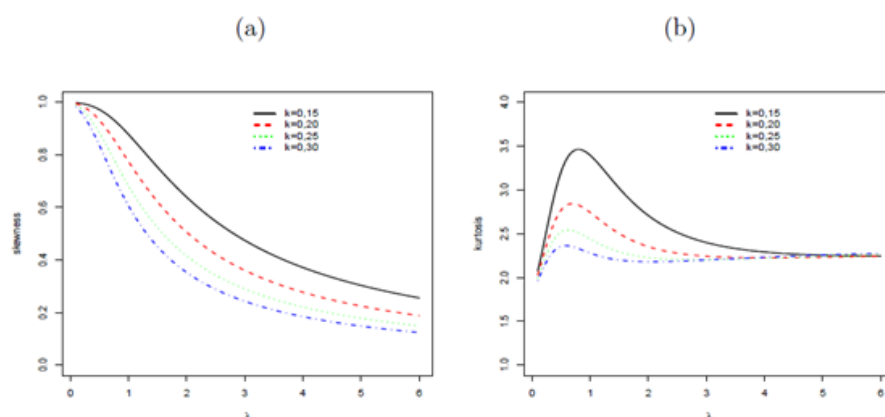 (a)
(b)
k=0,15
k=0,20
k=0,25
k=0,30
skewness
0.0 0.2 0.4 0.6 0.8 1.0
0 1 2 3 4 5 6
k=0,15
k=0,20
k=0,25
k=0,30
kurtosis
1.0 1.5 2.0 2.5 3.0 3.5 4.0
0 1 2 3 4 5 6